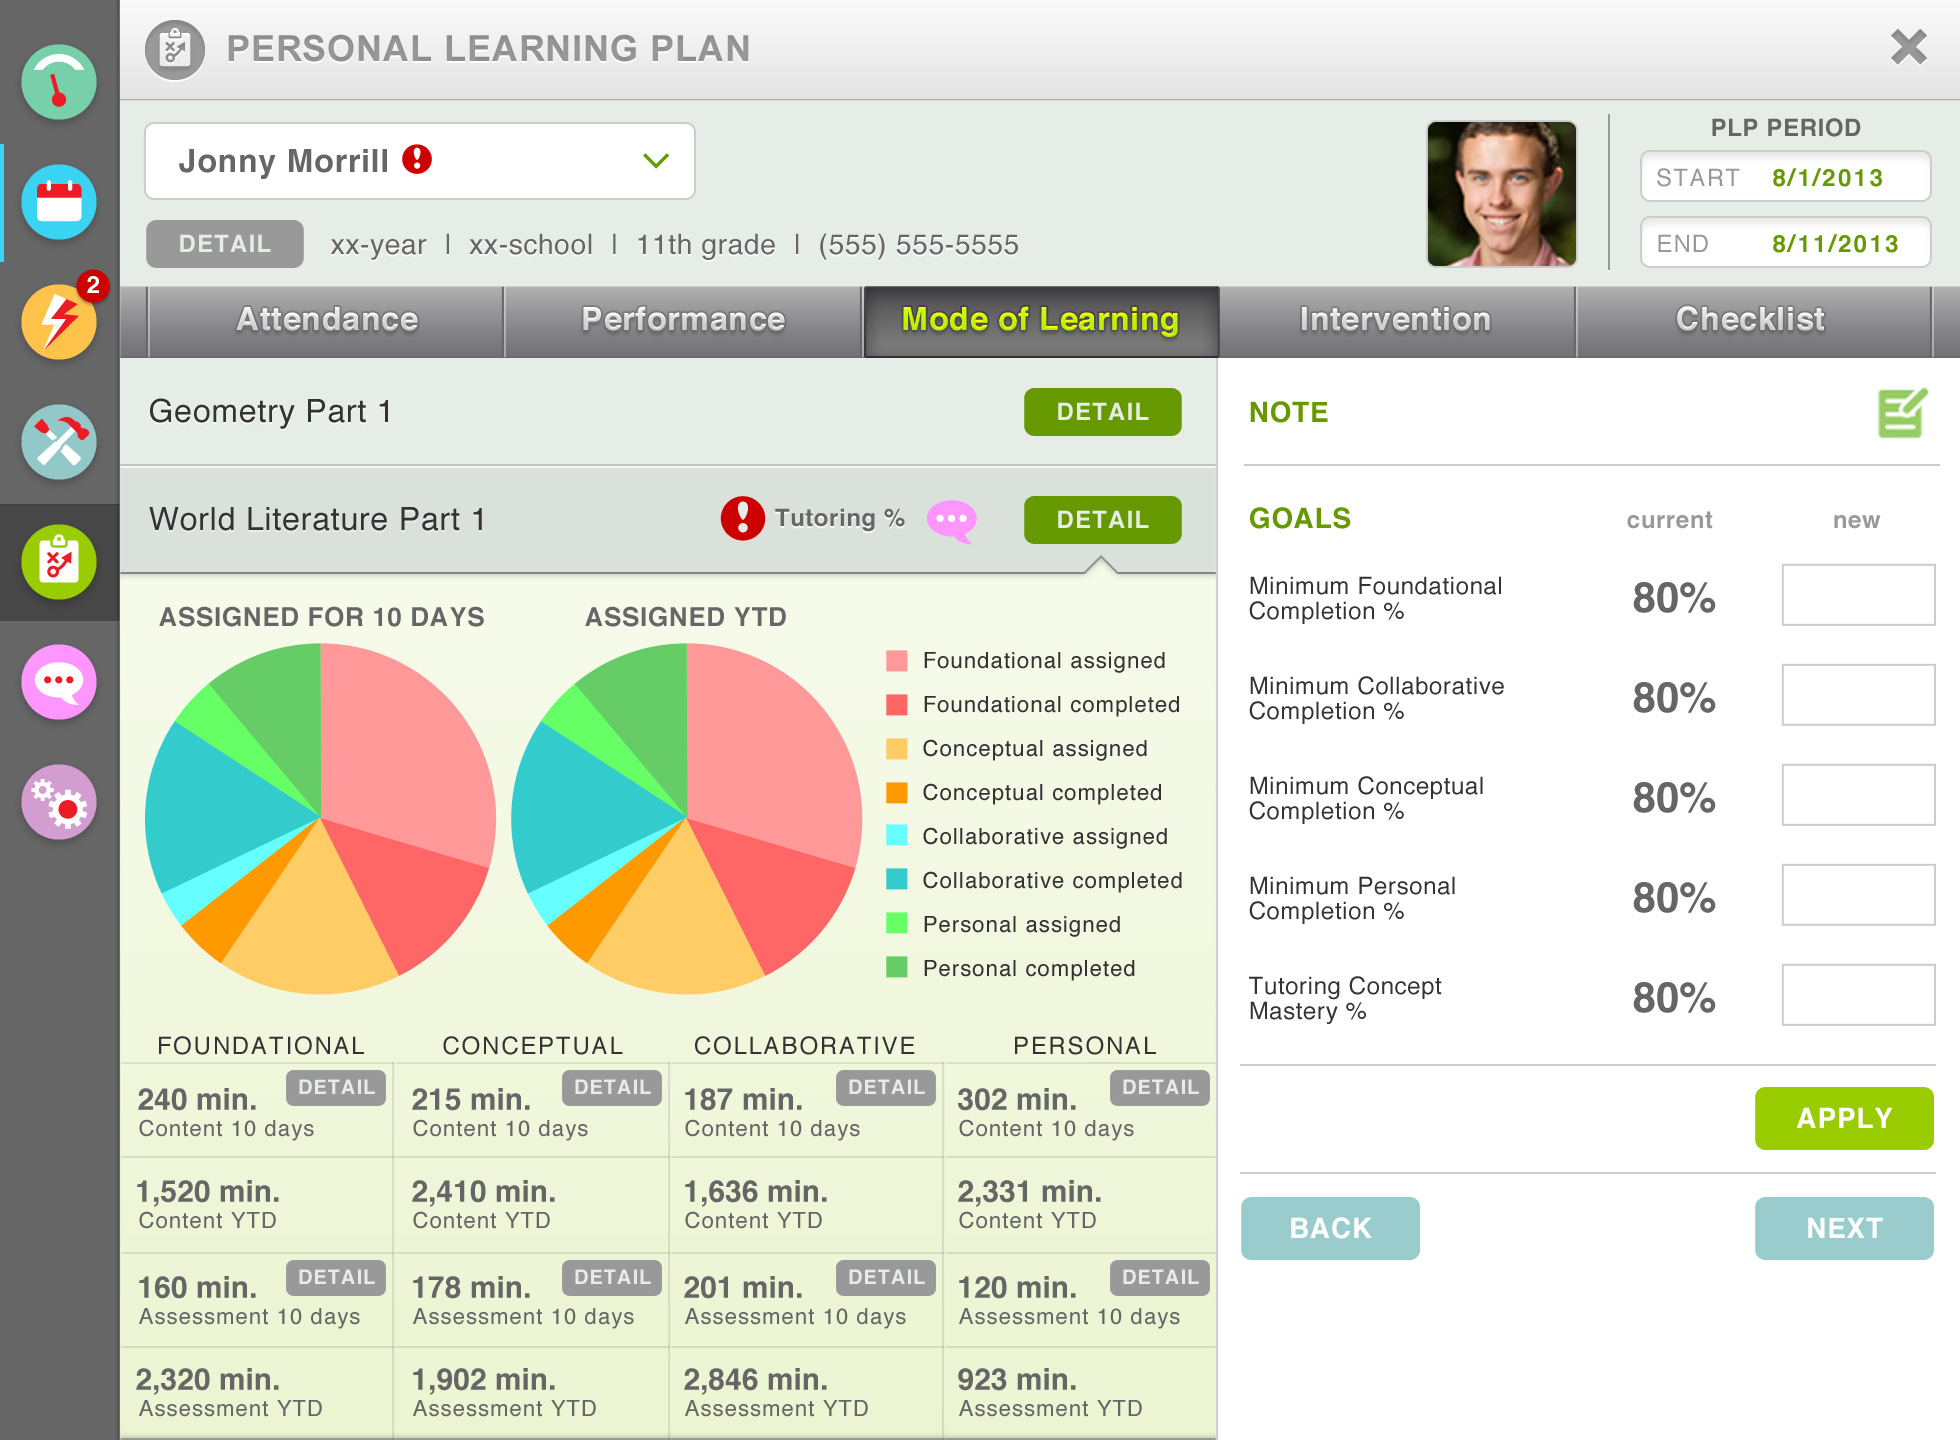 PERSONAL LEARNING PLAN
Jonny Morrill
PLP PERIOD
START 8/1/2013
END 8/11/2013
DETAIL xx-year | xx-school | 11th grade | (555) 555-5555
2
Attendance Performance Mode of Learning Intervention Checklist
Geometry Part 1 DETAIL
World Literature Part 1 Tutoring % DETAIL
ASSIGNED FOR 10 DAYS ASSIGNED YTD
Foundational assigned
Foundational completed
Conceptual assigned
Conceptual completed
Collaborative assigned
Collaborative completed
Personal assigned
Personal completed
FOUNDATIONAL CONCEPTUAL COLLABORATIVE PERSONAL
240 min. DETAIL 215 min. DETAIL 187 min. DETAIL 302 min. DETAIL
Content 10 days Content 10 days Content 10 days Content 10 days
1,520 min. 2,410 min. 1,636 min. 2,331 min.
Content YTD Content YTD Content YTD Content YTD
160 min. DETAIL 178 min. DETAIL 201 min. DETAIL 120 min. DETAIL
Assessment 10 days Assessment 10 days Assessment 10 days Assessment 10 days
2,320 min. 1,902 min. 2,846 min. 923 min.
Assessment YTD Assessment YTD Assessment YTD Assessment YTD
NOTE
GOALS current new
Minimum Foundational
Completion % 80%
Minimum Collaborative
Completion % 80%
Minimum Conceptual
Completion % 80%
Minimum Personal
Completion % 80%
Tutoring Concept
Mastery % 80%
APPLY
BACK NEXT